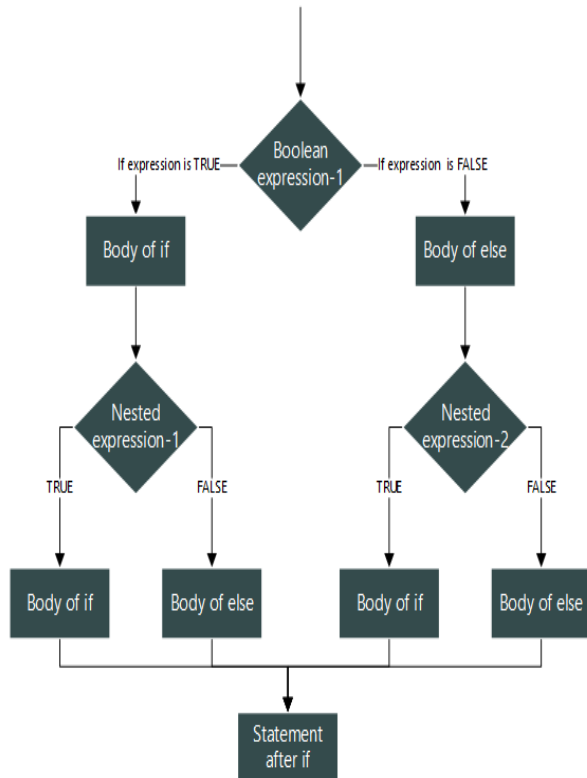 Boolean
expression-1
If expression is TRUE
If expression is FALSE
Body of if
Body of else
Nested
expression-1
Nested
expression-2
TRUE
FALSE
TRUE
FALSE
Body of if
Body of else
Body of if
Body of else
Statement
after if